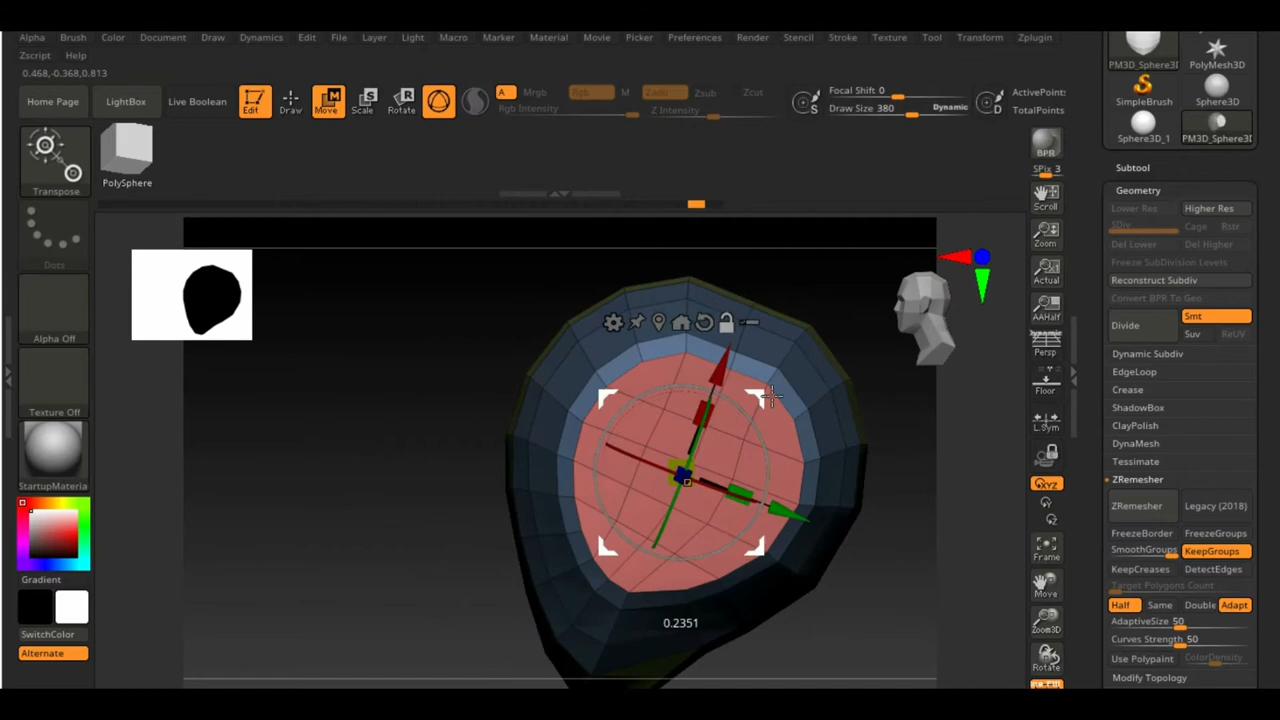 Alpha Brush Color Document Draw Dynamics Edit File Layer Light Macro Marker Material Movie Picker Preferences Render Stencil Stroke Texture Tool Transform Zplugin
Zscript Help
0.468,-0.368,0.813
Home Page LightBox Live Boolean Edit Draw Move Scale Rotate
A Mrgb Rgb M Zadd Zsub Zcut
Rgb Intensity Z Intensity
Focal Shift 0
Draw Size 380 Dynamic
ActivePoint:
TotalPoints
S D
Transpose
PolySphere
Dots
Alpha Off
Texture Off
StartupMateria
Gradient
SwitchColor
Alternate
0.2351
BPR
SPix 3
Scroll
Zoom
Actual
AAHalf
Dynamic
Persp
Floor
L.Sym
XYZ
Frame
Move
Zoom3D
Rotate
PM3D_Sphere3I PolyMesh3D
SimpleBrush Sphere3D
Sphere3D_1 PM3D_Sphere3I
Subtool
Geometry
Lower Res Higher Res
SDiv Cage Rstr
Del Lower Del Higher
Freeze SubDivision Levels
Reconstruct Subdiv
Convert BPR To Geo
Divide Smt
Suv ReUV
Dynamic Subdiv
EdgeLoop
Crease
ShadowBox
ClayPolish
DynaMesh
Tessimate
ZRemesher
ZRemesher Legacy (2018)
FreezeBorder FreezeGroups
SmoothGroups KeepGroups
KeepCreases DetectEdges
Target Polygons Count
Half Same Double Adapt
AdaptiveSize 50
Curves Strength 50
Use Polypaint ColorDensity
Modify Topology